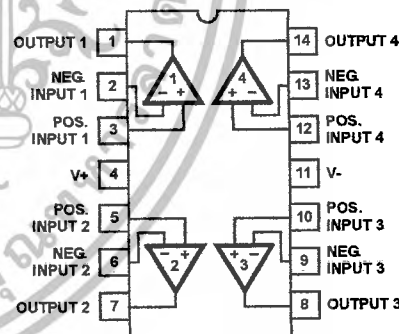 OUTPUT 1 1
14 OUTPUT 4
NEG.
INPUT 1 2
1
- +
4
+ -
13 NEG.
INPUT 4
POS.
INPUT 1 3
12 POS.
INPUT 4
V+ 4
11 V-
POS.
INPUT 2 5
10 POS.
INPUT 3
NEG.
INPUT 2 6
- +
2
+ -
3
9 NEG.
INPUT 3
OUTPUT 2 7
8 OUTPUT 3